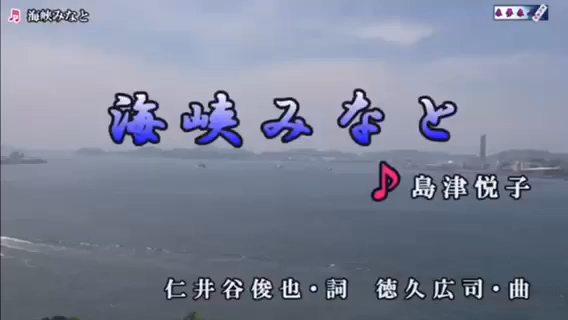 海峡みなと
海峡みなと
島津悦子
仁井谷俊也・詞 徳久広司・曲